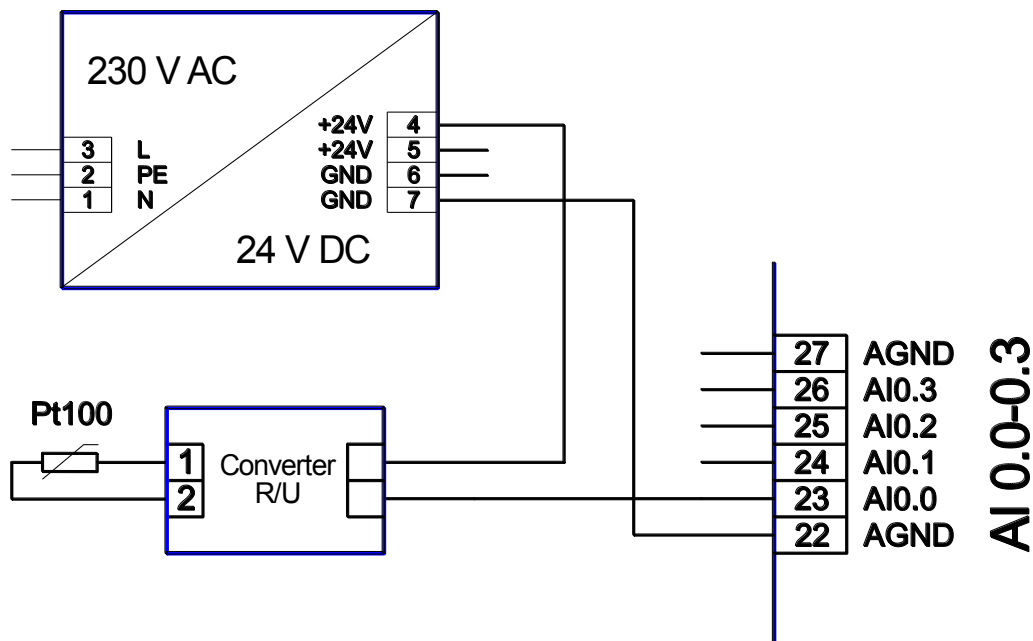 230 V AC
+24V 4
3 L +24V 5
2 PE GND 6
1 N GND 7
24 V DC
27 AGND
26 AI0.3
25 AI0.2
24 AI0.1
23 AI0.0
22 AGND
AI 0.0-0.3
Pt100
1
2
Converter
R/U